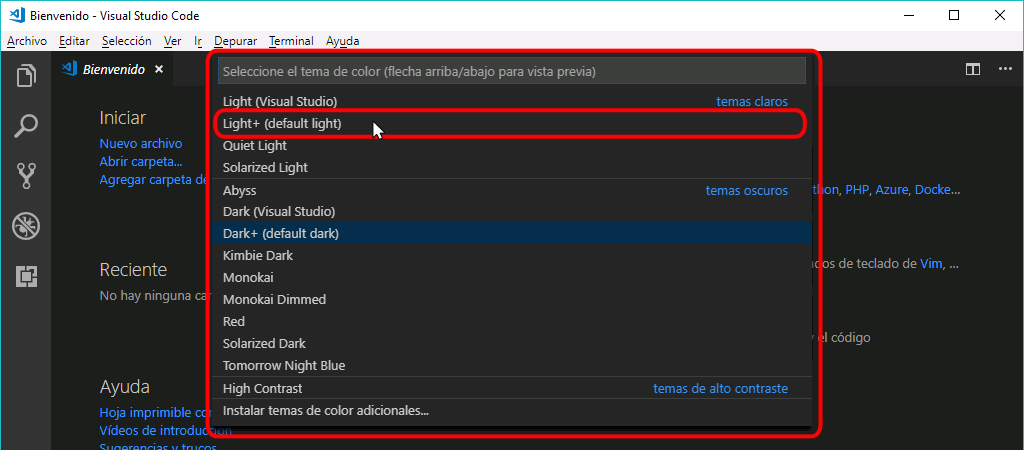 Bienvenido - Visual Studio Code
Archivo Editar Selección Ver Ir Depurar Terminal Ayuda
Bienvenido
Seleccione el tema de color (flecha arriba/abajo para vista previa)
Light (Visual Studio) temas claros
Light+ (default light)
Quiet Light
Solarized Light
Abyss temas oscuros
Dark (Visual Studio)
Dark+ (default dark)
Kimbie Dark
Monokai
Monokai Dimmed
Red
Solarized Dark
Tomorrow Night Blue
High Contrast temas de alto contraste
Instalar temas de color adicionales...
Iniciar
Nuevo archivo
Abrir carpeta...
Agregar carpeta de
Reciente
No hay ninguna car
Ayuda
Hoja imprimible co
Vídeos de introducción
Sugerencias y trucos
thon, PHP, Azure, Docke...
dos de teclado de Vim, ...
y el código